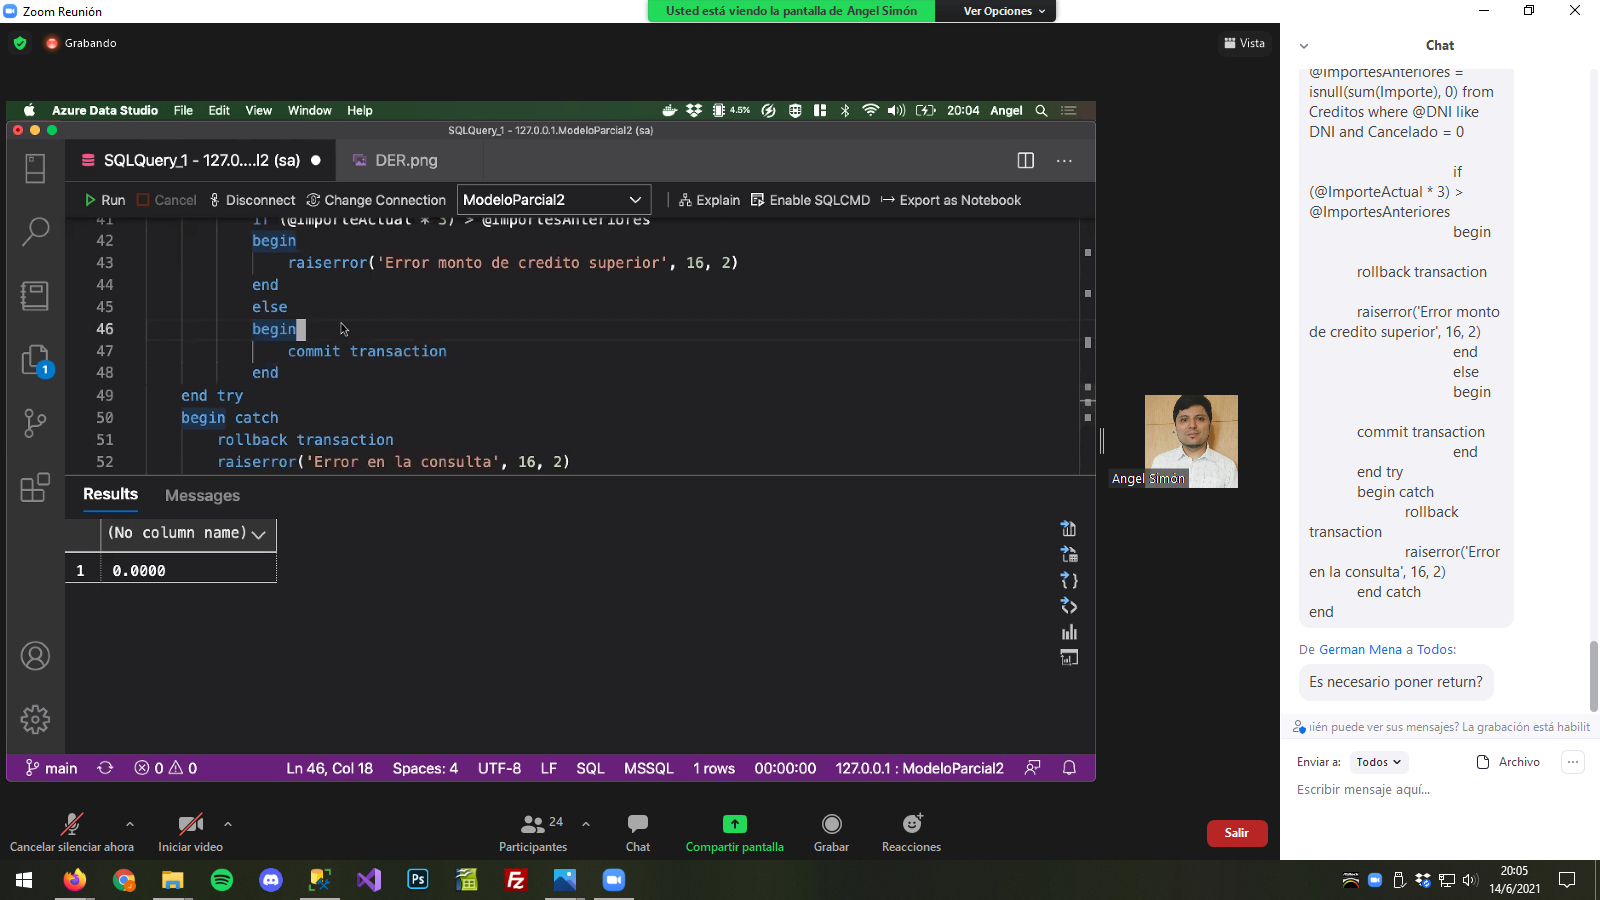 Zoom Reunión
Usted está viendo la pantalla de Angel Simón
Ver Opciones
Grabando
Vista
Azure Data Studio File Edit View Window Help
4.5%
20:04 Angel
SQLQuery_1 - 127.0.0.1.ModeloParcial2 (sa)
SQLQuery_1 - 127.0....l2 (sa)
DER.png
Run Cancel Disconnect Change Connection ModeloParcial2 Explain Enable SQLCMD Export as Notebook
41 if (@importeActual * 3) > @importesAnteriores
42 begin
43 raiserror('Error monto de credito superior', 16, 2)
44 end
45 else
46 begin
47 commit transaction
48 end
49 end try
50 begin catch
51 rollback transaction
52 raiserror('Error en la consulta', 16, 2)
1
Results Messages
(No column name)
1 0.0000
main 0 0 Ln 46, Col 18 Spaces: 4 UTF-8 LF SQL MSSQL 1 rows 00:00:00 127.0.0.1 : ModeloParcial2
Angel Simón
Chat
@ImportesAnteriores =
isnull(sum(Importe), 0) from
Creditos where @DNI like
DNI and Cancelado = 0
if
(@ImporteActual * 3) >
@ImportesAnteriores
begin
rollback transaction
raiserror('Error monto
de credito superior', 16, 2)
end
else
begin
commit transaction
end
end try
begin catch
rollback
transaction
raiserror('Error
en la consulta', 16, 2)
end catch
end
De German Mena a Todos:
Es necesario poner return?
ién puede ver sus mensajes? La grabación está habilit
Enviar a: Todos Archivo
Escribir mensaje aquí...
Cancelar silenciar ahora
Iniciar video
24
Participantes
Chat
Compartir pantalla
Grabar
Reacciones
Salir
Ps
20:05
14/6/2021